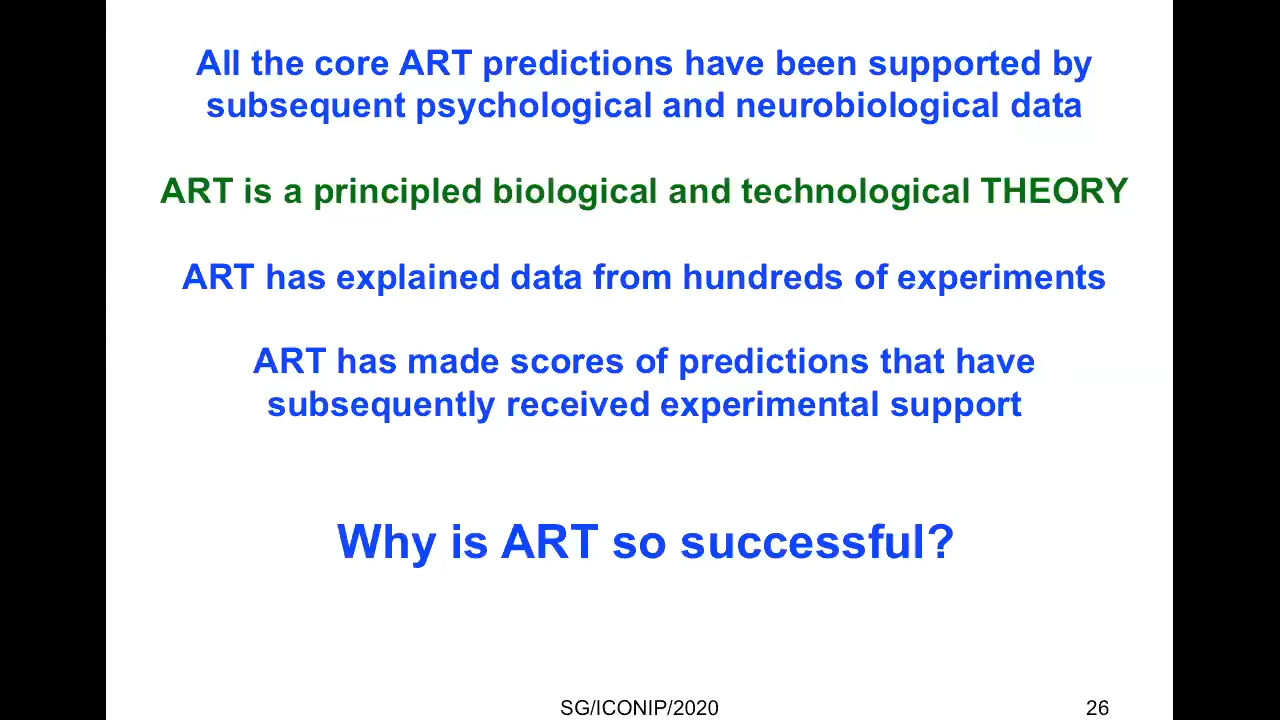 All the core ART predictions have been supported by
subsequent psychological and neurobiological data
ART is a principled biological and technological THEORY
ART has explained data from hundreds of experiments
ART has made scores of predictions that have
subsequently received experimental support
Why is ART so successful?
SG/ICONIP/2020
26